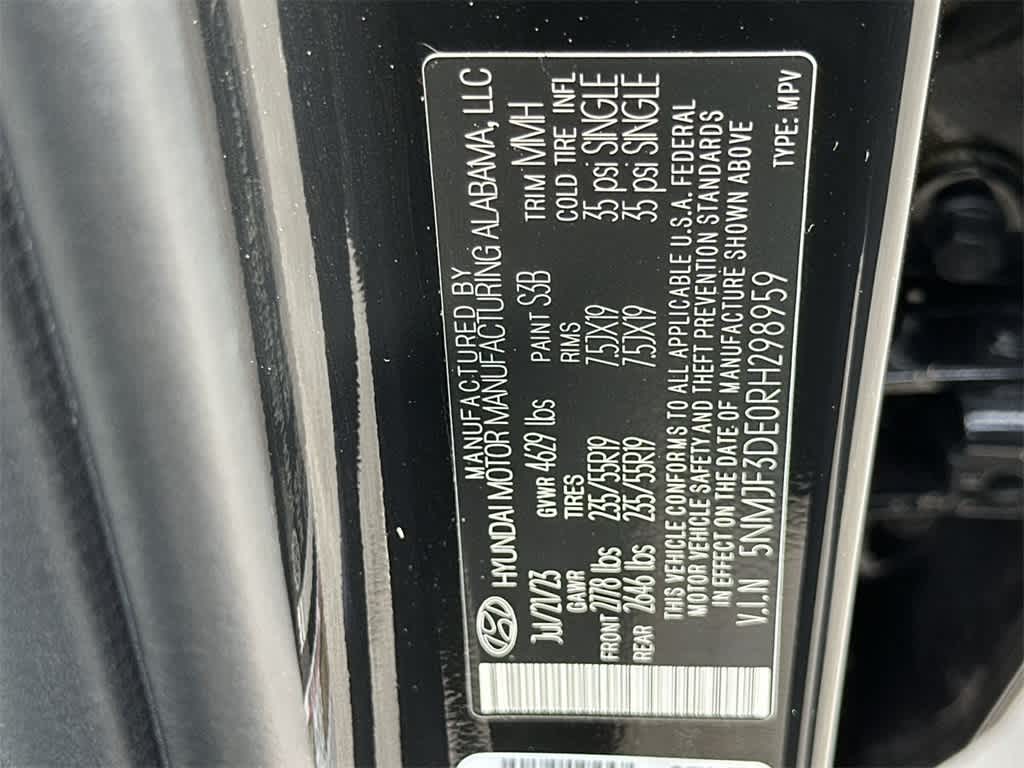 MANUFACTURED BY
HYUNDAI MOTOR MANUFACTURING ALABAMA, LLC
JUL/21/23 GVWR 4629 lbs PAINT S3B TRIM MMH
GAWR TIRES RIMS COLD TIRE INFL
FRONT 2778 lbs 235/55R19 7.5JX19 35 psi SINGLE
REAR 2646 lbs 235/55R19 7.5JX19 35 psi SINGLE
THIS VEHICLE CONFORMS TO ALL APPLICABLE U.S.A. FEDERAL
MOTOR VEHICLE SAFETY AND THEFT PREVENTION STANDARDS
IN EFFECT ON THE DATE OF MANUFACTURE SHOWN ABOVE
V.I.N 5NMJF3DE0RH298959
TYPE: MPV